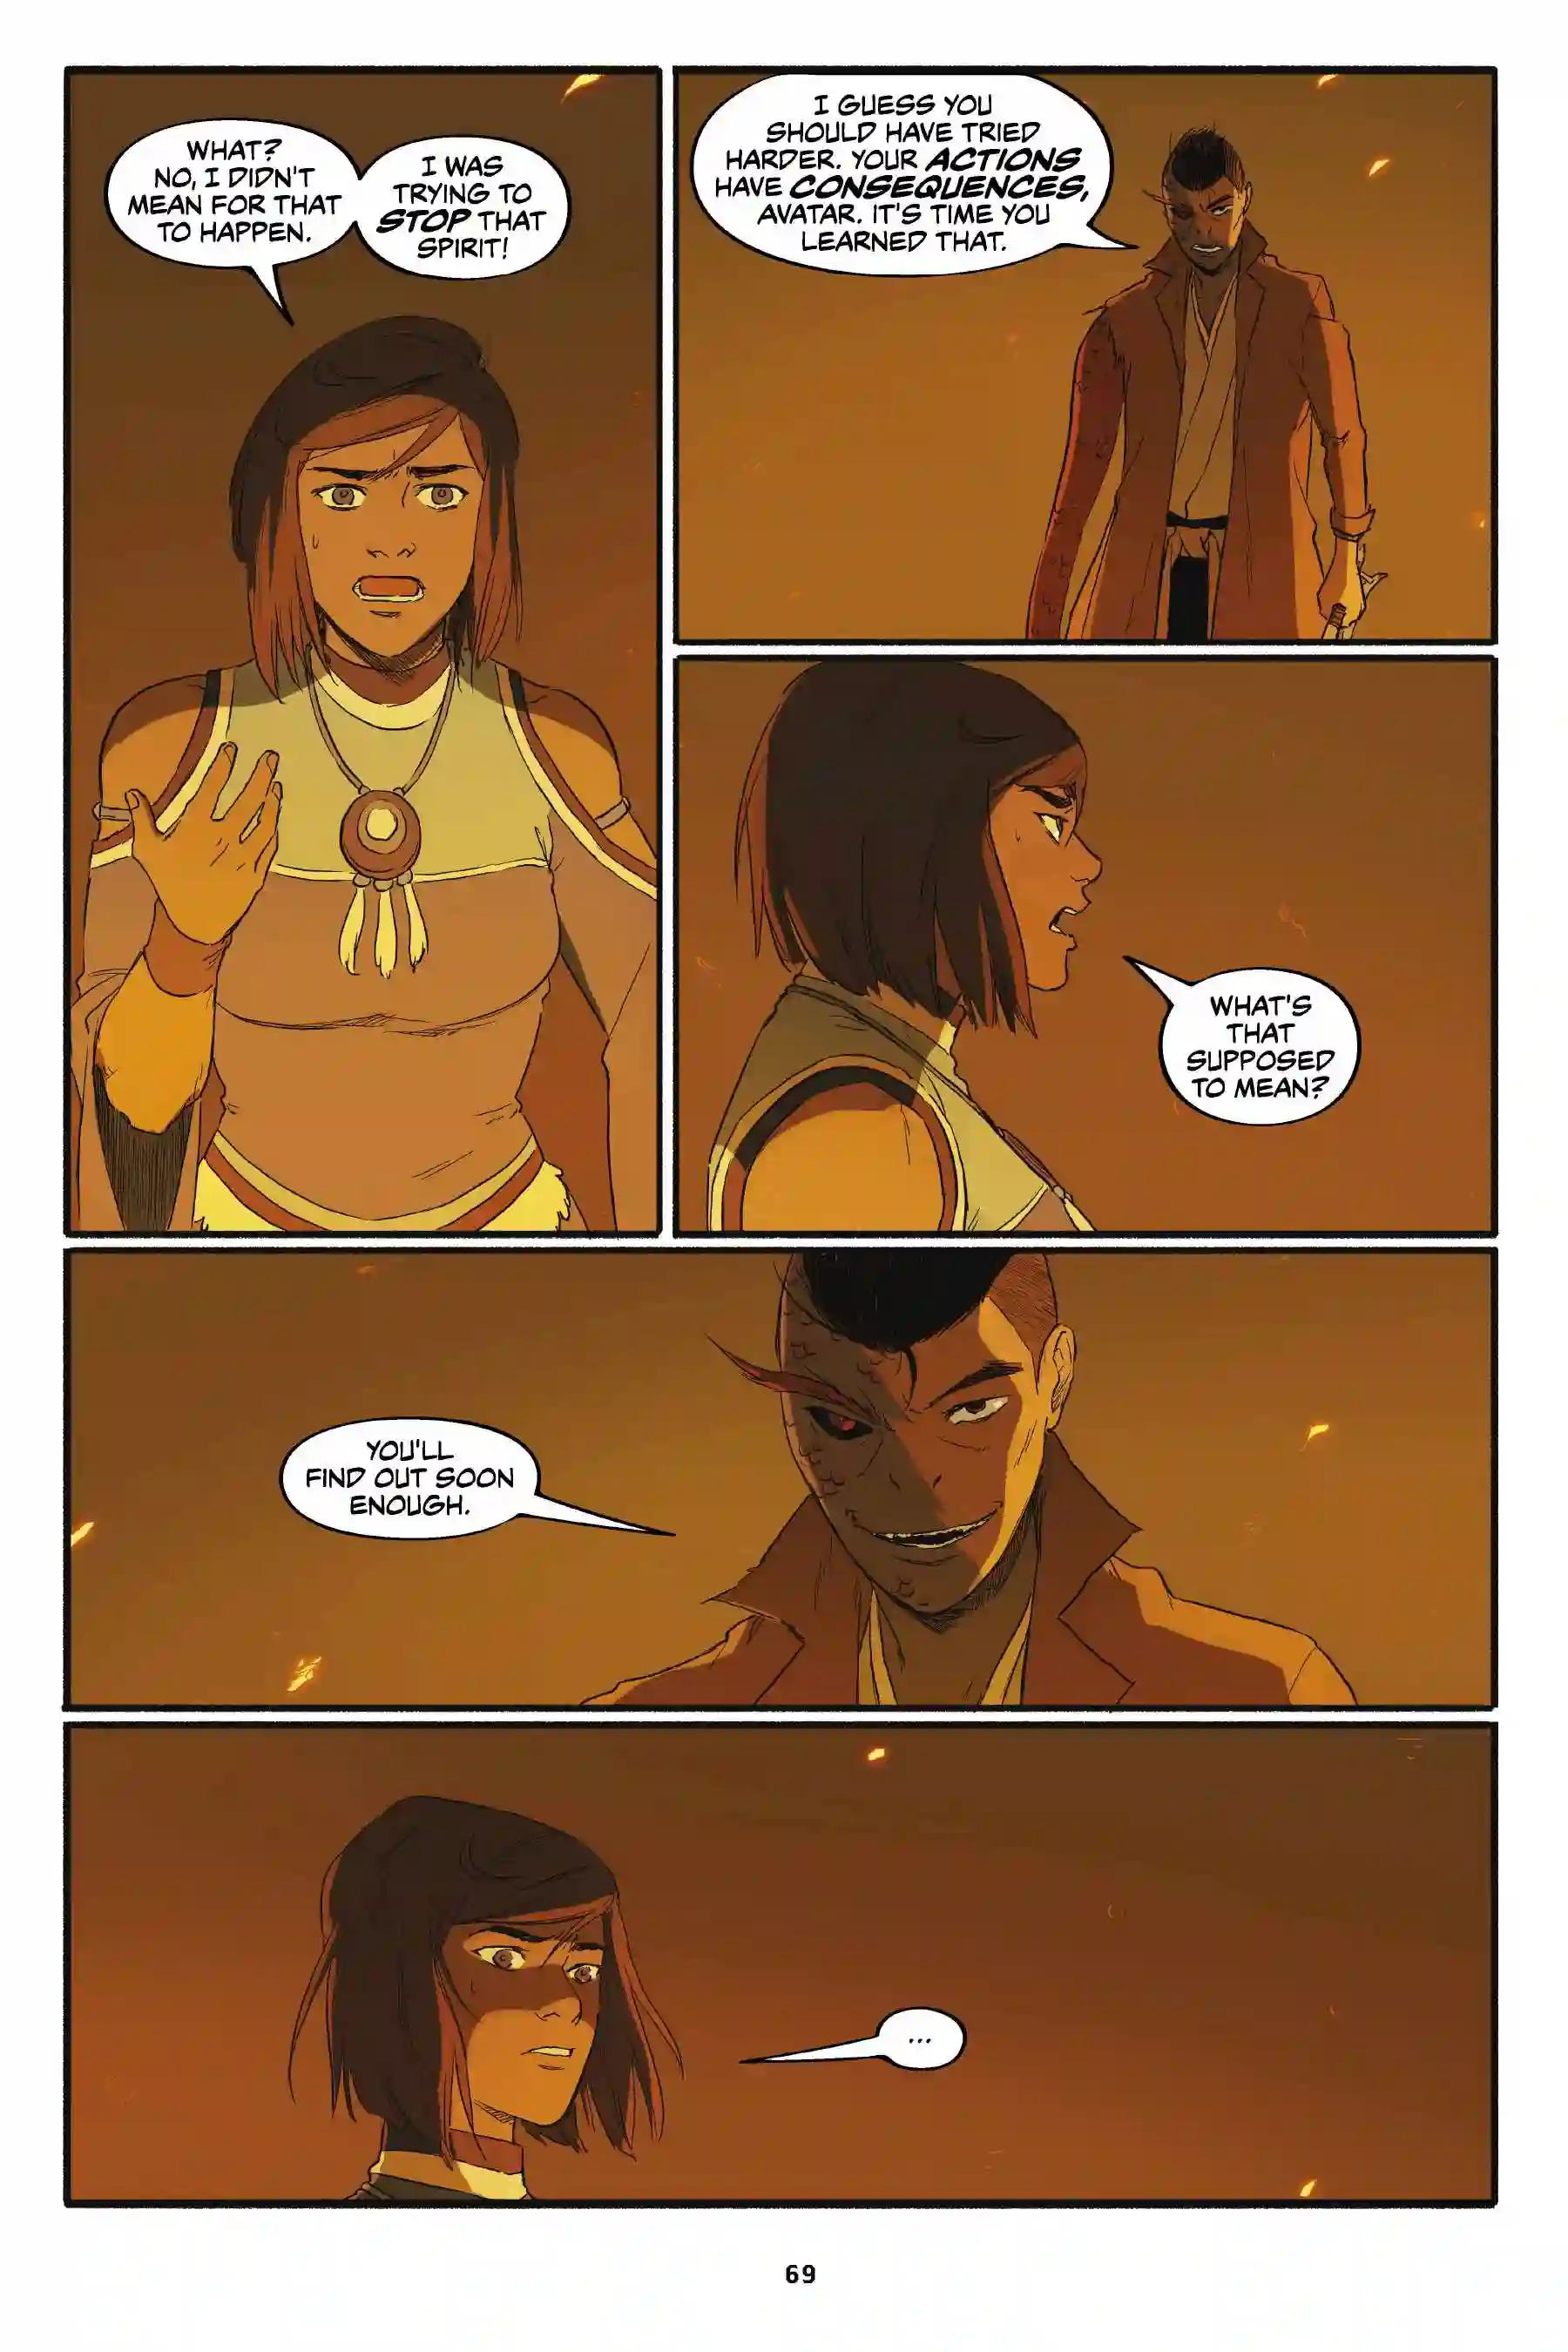 WHAT?
NO, I DIDN'T
MEAN FOR THAT
TO HAPPEN.
I WAS
TRYING TO
STOP THAT
SPIRIT!
I GUESS YOU
SHOULD HAVE TRIED
HARDER. YOUR ACTIONS
HAVE CONSEQUENCES,
AVATAR. IT'S TIME YOU
LEARNED THAT.
WHAT'S
THAT
SUPPOSED
TO MEAN?
YOU'LL
FIND OUT SOON
ENOUGH.
...
69